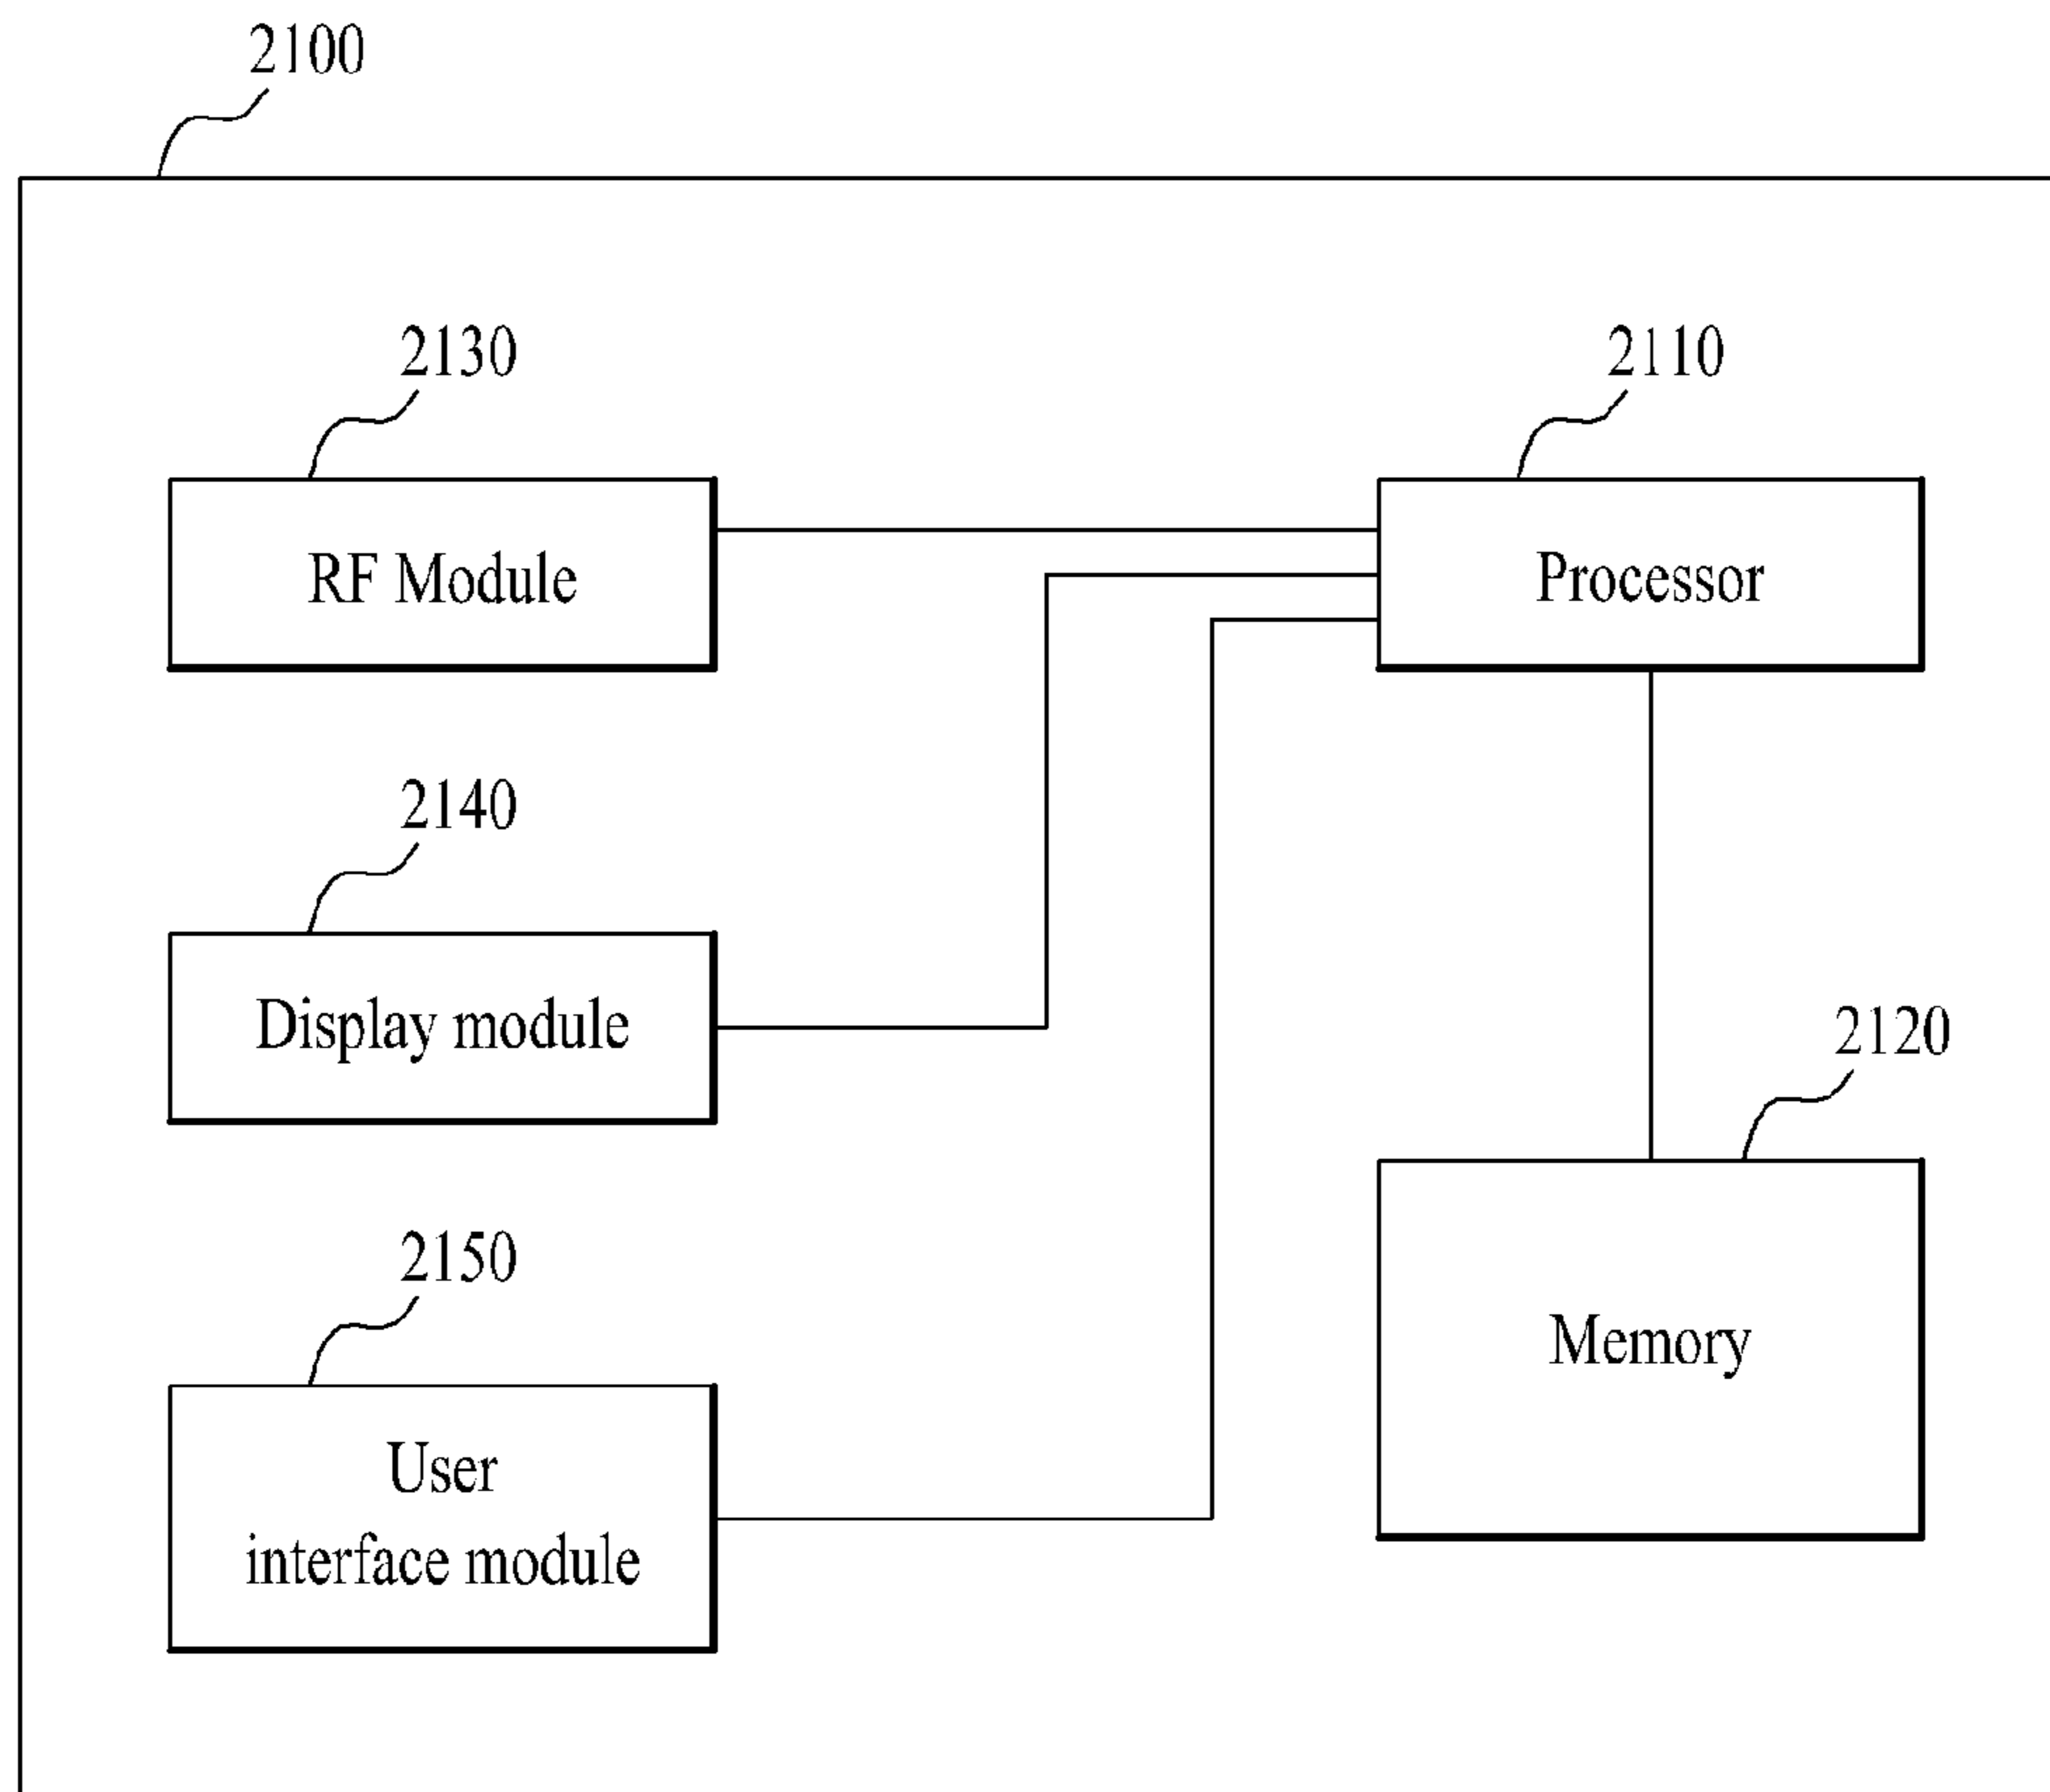 2100
2130
2110
RF Module
Processor
2140
Display module
2120
2150
Memory
User
interface module